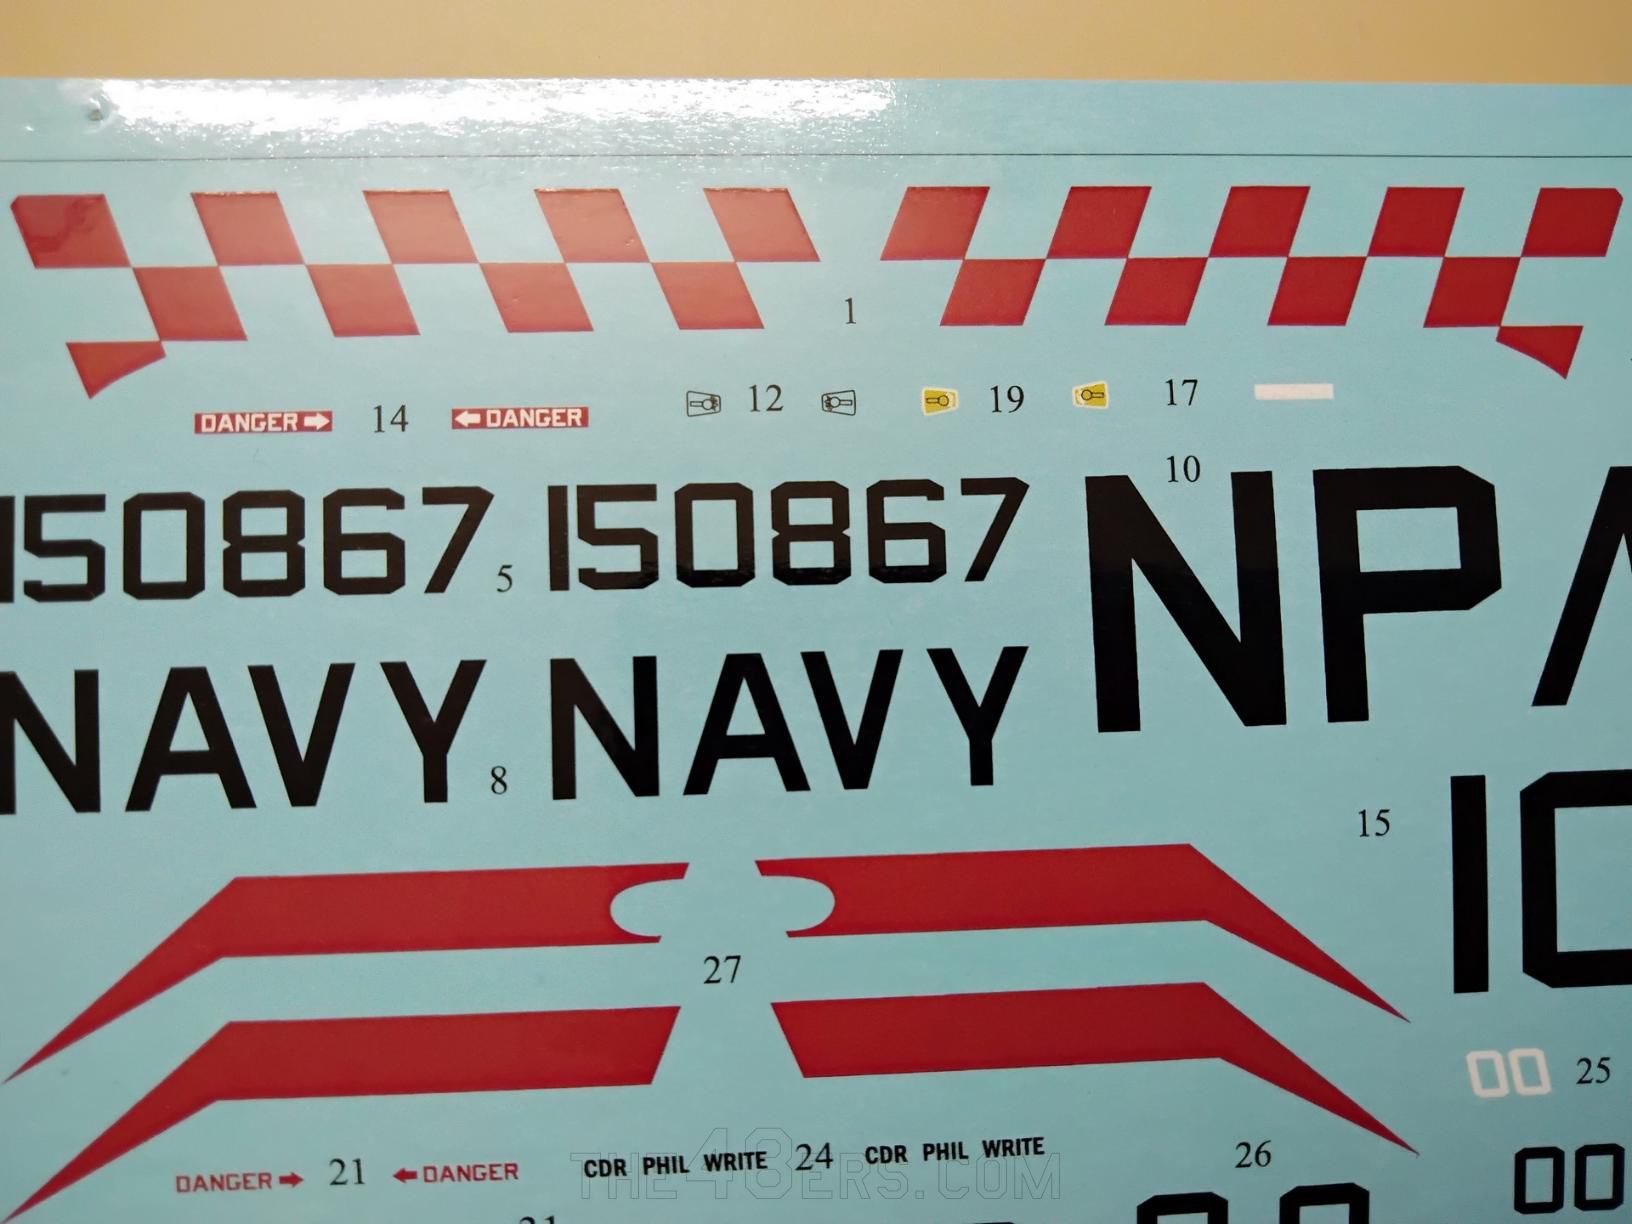 1
DANGER 14 DANGER 12 19 17
10
150867 5 150867 NP
NAVY 8 NAVY
15
27
00 25
DANGER 21 DANGER CDR PHIL WRITE 24 CDR PHIL WRITE 26
THE48ERS.COM
00